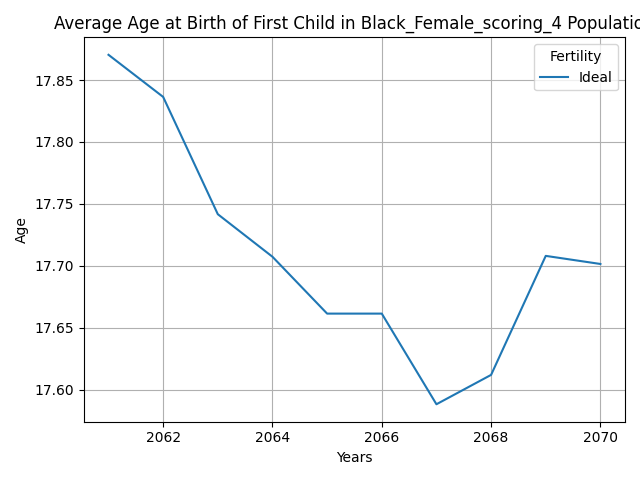 Average Age at Birth of First Child in Black_Female_scoring_4 Populatio
Fertility
Ideal
17.85
17.80
17.75
17.70
17.65
17.60
Age
2062 2064 2066 2068 2070
Years